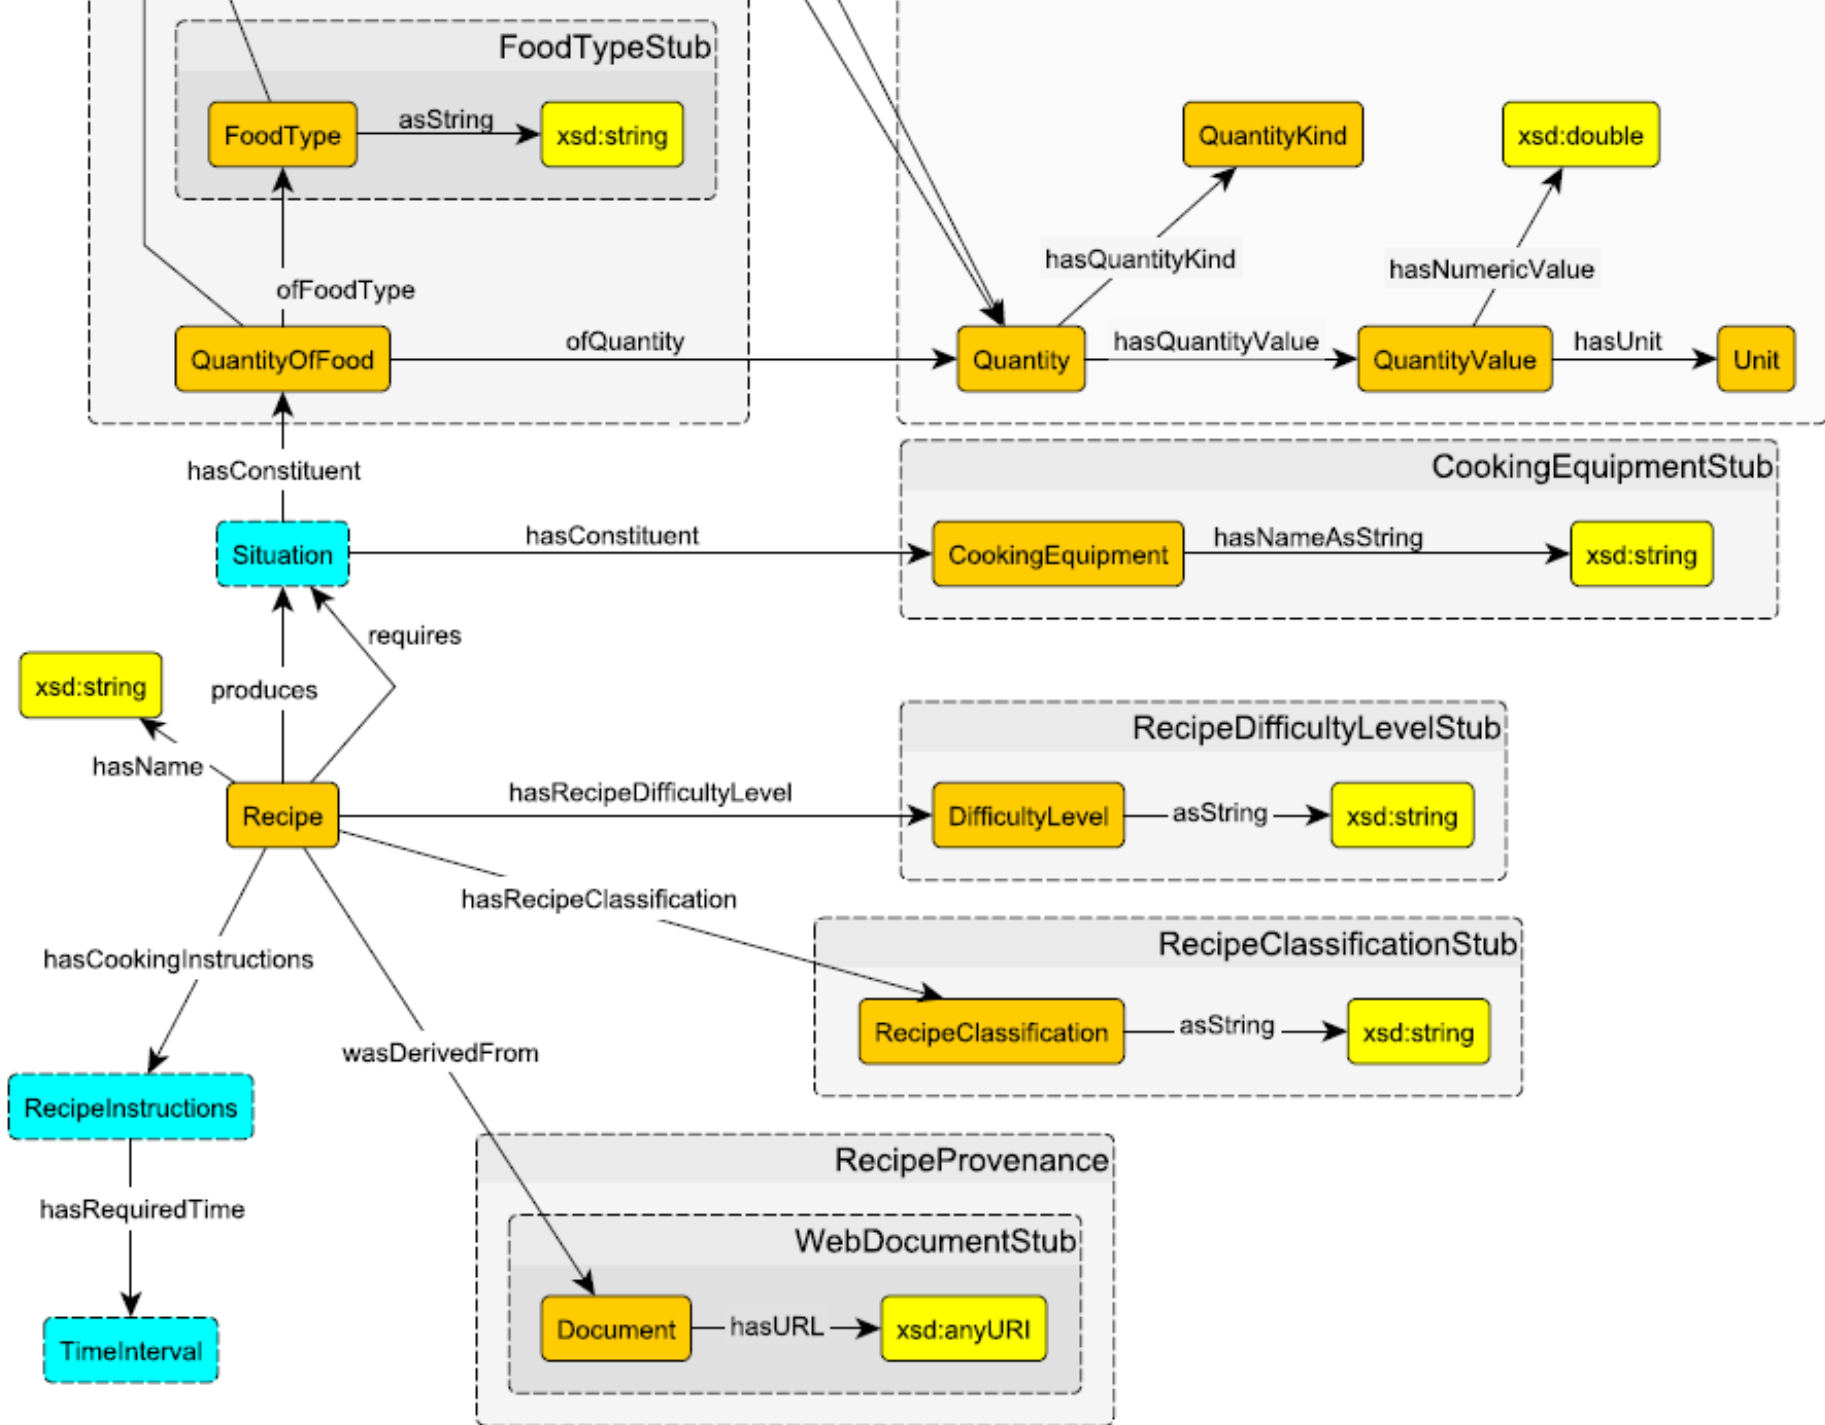 FoodTypeStub
FoodType
asString
xsd:string
QuantityKind
xsd:double
hasQuantityKind
hasNumericValue
ofFoodType
QuantityOfFood
ofQuantity
Quantity
hasQuantityValue
QuantityValue
hasUnit
Unit
hasConstituent
CookingEquipmentStub
Situation
hasConstituent
CookingEquipment
hasNameAsString
xsd:string
requires
xsd:string
produces
RecipeDifficultyLevelStub
hasName
Recipe
hasRecipeDifficultyLevel
DifficultyLevel
asString
xsd:string
hasRecipeClassification
RecipeClassificationStub
hasCookingInstructions
RecipeClassification
asString
xsd:string
wasDerivedFrom
RecipeInstructions
RecipeProvenance
hasRequiredTime
WebDocumentStub
Document
hasURL
xsd:anyURI
TimeInterval